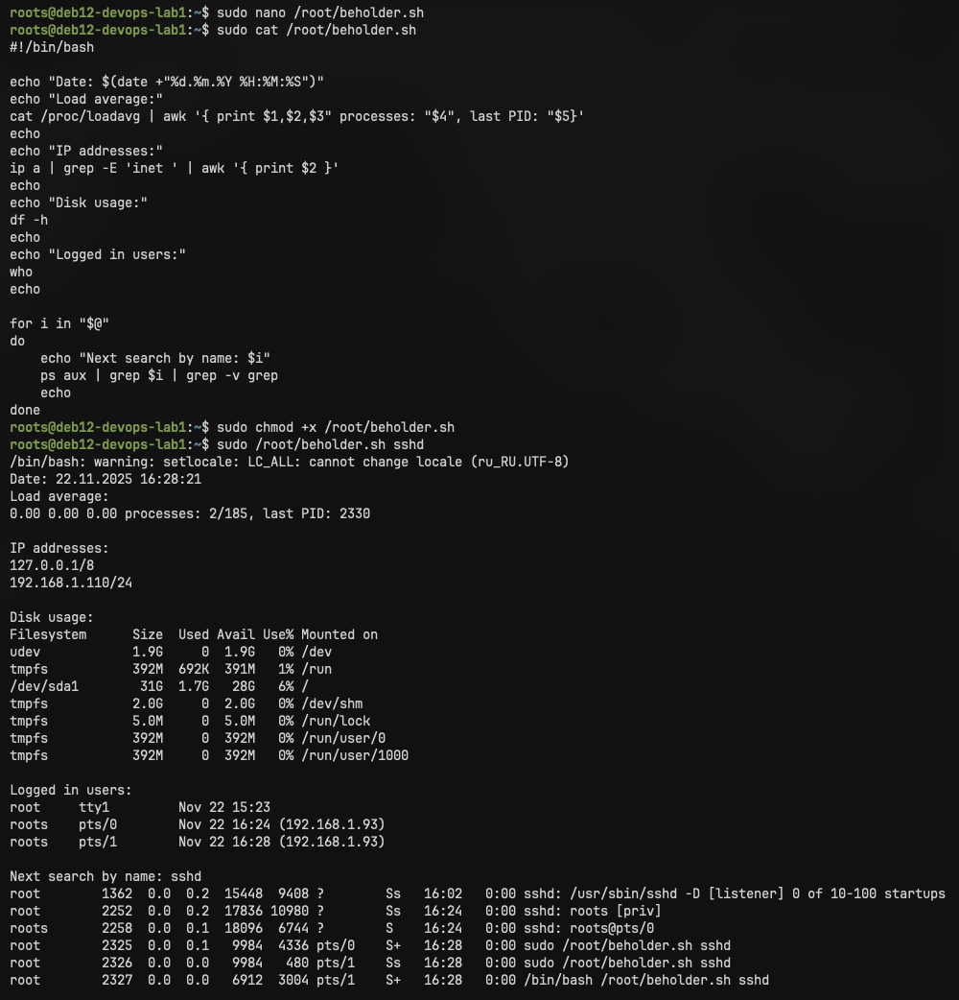 roots@deb12-devops-lab1:~$ sudo nano /root/beholder.sh
roots@deb12-devops-lab1:~$ sudo cat /root/beholder.sh
#!/bin/bash

echo "Date: $(date +"%d.%m.%Y %H:%M:%S")"
echo "Load average:"
cat /proc/loadavg | awk '{ print $1,$2,$3" processes: "$4", last PID: "$5}'
echo
echo "IP addresses:"
ip a | grep -E 'inet ' | awk '{ print $2 }'
echo
echo "Disk usage:"
df -h
echo
echo "Logged in users:"
who
echo

for i in "$@"
do
    echo "Next search by name: $i"
    ps aux | grep $i | grep -v grep
    echo
done
roots@deb12-devops-lab1:~$ sudo chmod +x /root/beholder.sh
roots@deb12-devops-lab1:~$ sudo /root/beholder.sh sshd
/bin/bash: warning: setlocale: LC_ALL: cannot change locale (ru_RU.UTF-8)
Date: 22.11.2025 16:28:21
Load average:
0.00 0.00 0.00 processes: 2/185, last PID: 2330

IP addresses:
127.0.0.1/8
192.168.1.110/24

Disk usage:
Filesystem      Size  Used Avail Use% Mounted on
udev            1.9G     0  1.9G   0% /dev
tmpfs           392M  692K  391M   1% /run
/dev/sda1        31G  1.7G   28G   6% /
tmpfs           2.0G     0  2.0G   0% /dev/shm
tmpfs           5.0M     0  5.0M   0% /run/lock
tmpfs           392M     0  392M   0% /run/user/0
tmpfs           392M     0  392M   0% /run/user/1000

Logged in users:
root     tty1         Nov 22 15:23
roots    pts/0        Nov 22 16:24 (192.168.1.93)
roots    pts/1        Nov 22 16:28 (192.168.1.93)

Next search by name: sshd
root        1362  0.0  0.2  15448  9408 ?        Ss   16:02   0:00 sshd: /usr/sbin/sshd -D [listener] 0 of 10-100 startups
root        2252  0.0  0.2  17836 10980 ?        Ss   16:24   0:00 sshd: roots [priv]
roots       2258  0.0  0.1  18096  6744 ?        S    16:24   0:00 sshd: roots@pts/0
root        2325  0.0  0.1   9984  4336 pts/0    S+   16:28   0:00 sudo /root/beholder.sh sshd
root        2326  0.0  0.0   9984   480 pts/1    Ss   16:28   0:00 sudo /root/beholder.sh sshd
root        2327  0.0  0.0   6912  3004 pts/1    S+   16:28   0:00 /bin/bash /root/beholder.sh sshd